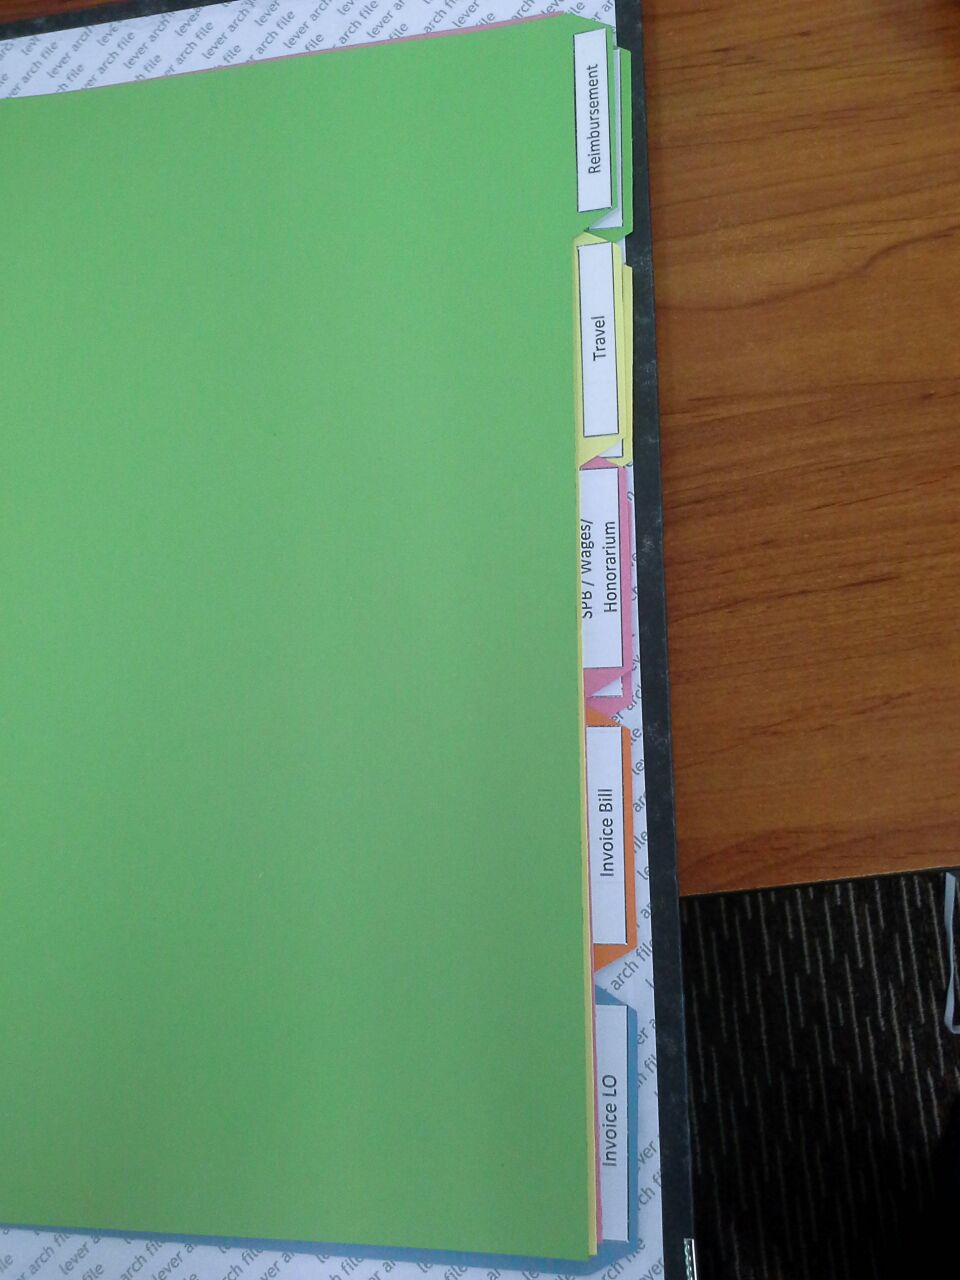 Reimbursement
Travel
SPB / Wages/
Honorarium
Invoice Bill
Invoice LO
lever arch file